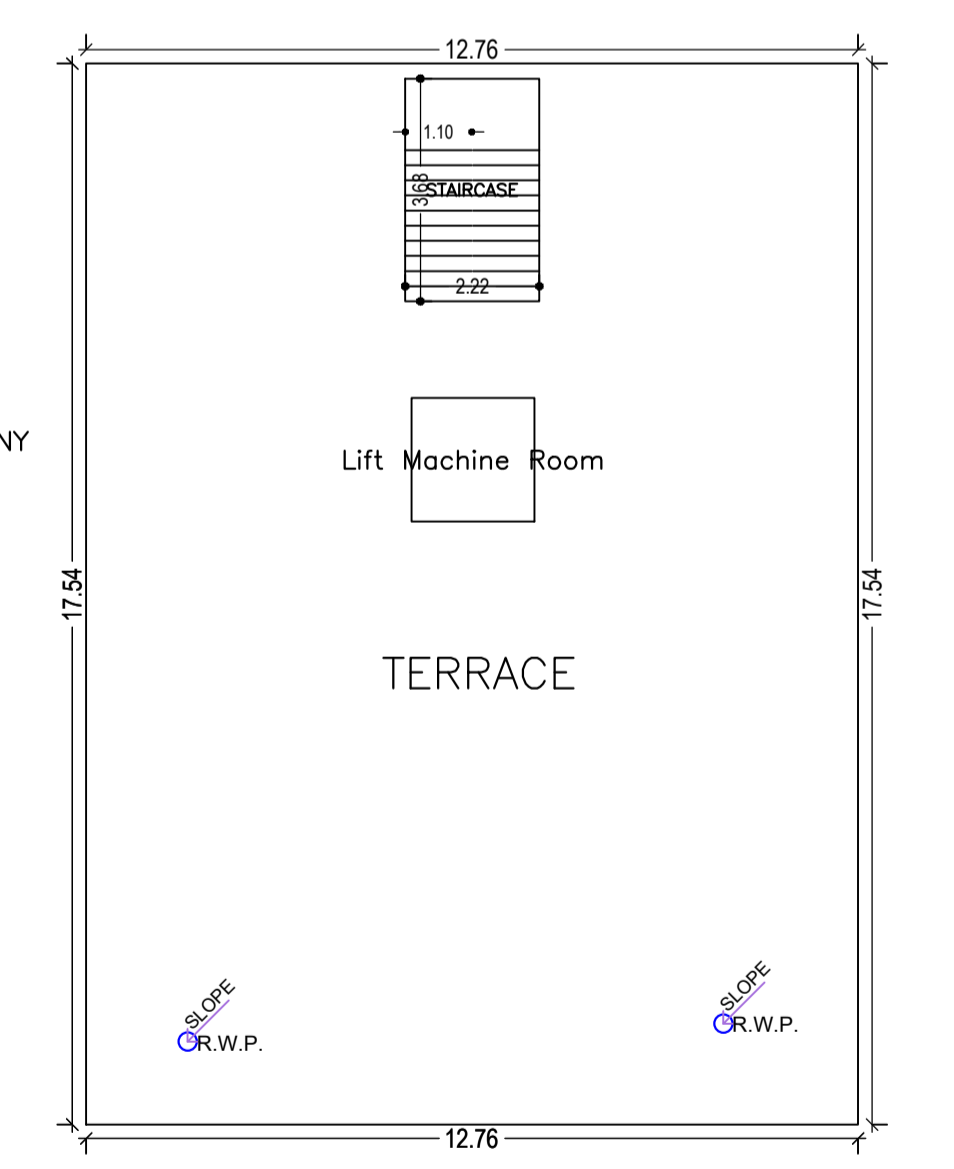 12.76
1.10
3.68
STAIRCASE
2.22
NY
Lift Machine Room
17.54
17.54
TERRACE
SLOPE
R.W.P.
SLOPE
R.W.P.
12.76